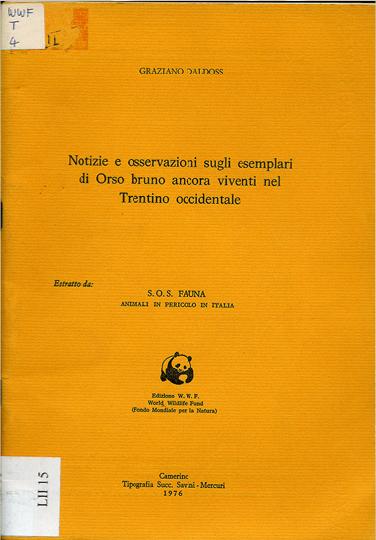 WWF
T
4
II
GRAZIANO DALDOSS
Notizie e osservazioni sugli esemplari
di Orso bruno ancora viventi nel
Trentino occidentale
Estratto da:
S.O.S. FAUNA
ANIMALI IN PERICOLO IN ITALIA
Edizione W. W. F.
World Wildlife Fund
(Fondo Mondiale per la Natura)
Camerino
Tipografia Succ. Savini - Mercuri
1976
LII 15